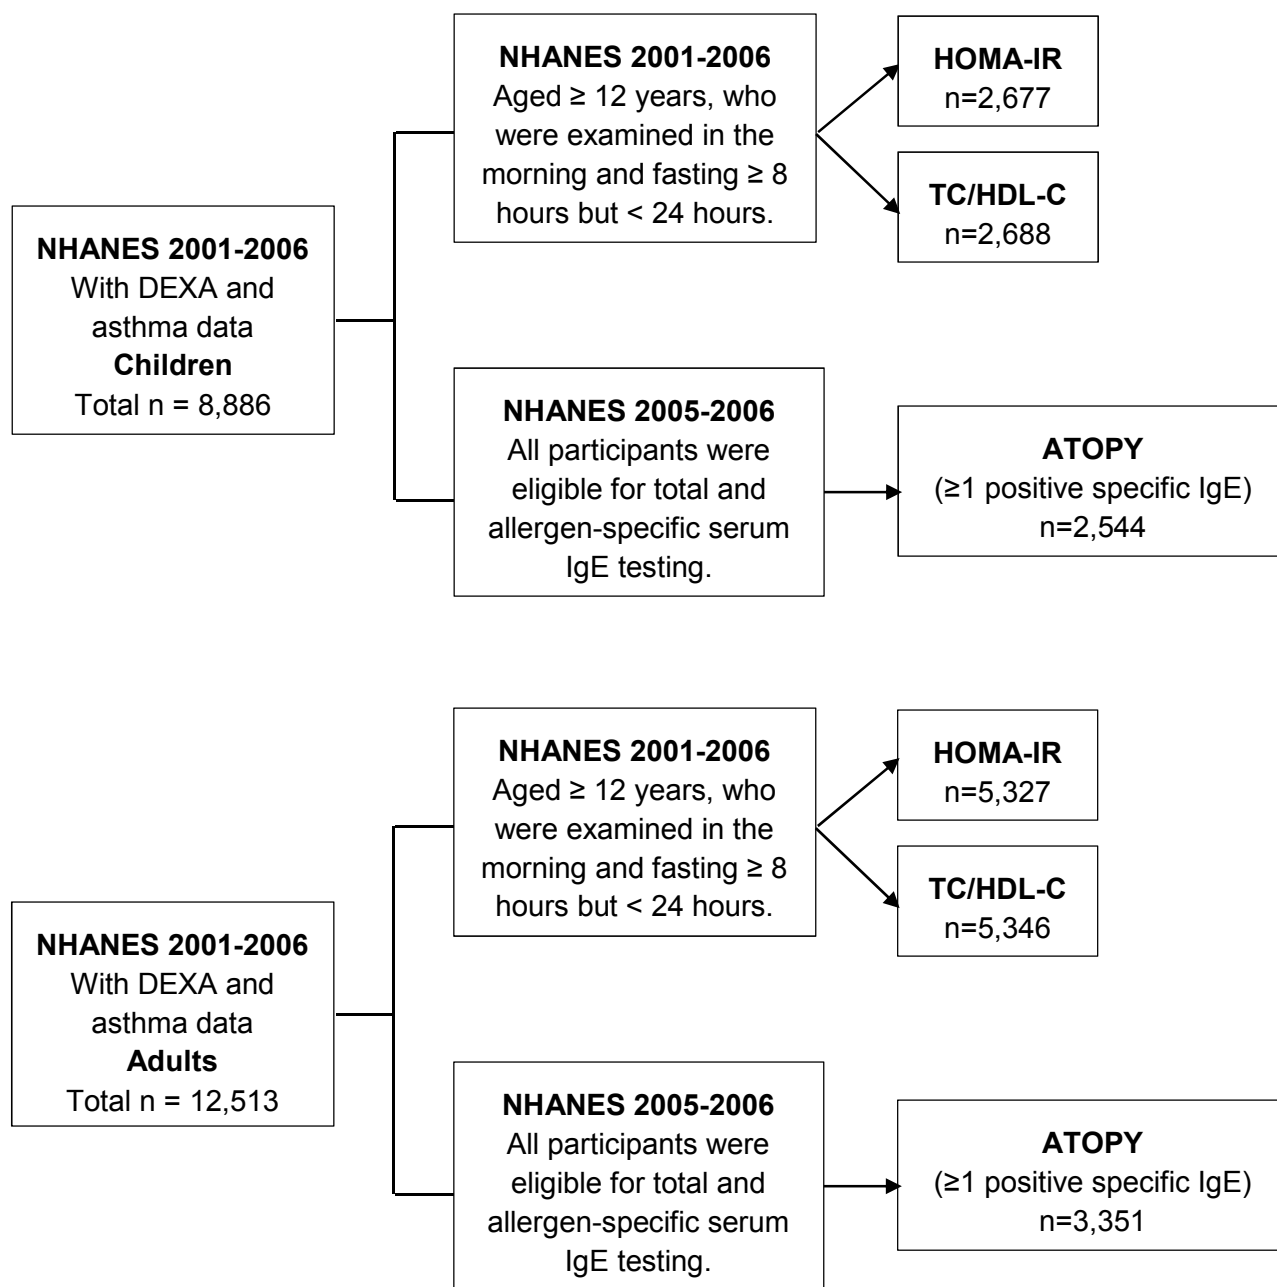 NHANES 2001-2006
With DEXA and
asthma data
Children
Total n = 8,886
NHANES 2001-2006
Aged ≥ 12 years, who
were examined in the
morning and fasting ≥ 8
hours but < 24 hours.
HOMA-IR
n=2,677
TC/HDL-C
n=2,688
NHANES 2005-2006
All participants were
eligible for total and
allergen-specific serum
IgE testing.
ATOPY
(≥1 positive specific IgE)
n=2,544
NHANES 2001-2006
With DEXA and
asthma data
Adults
Total n = 12,513
NHANES 2001-2006
Aged ≥ 12 years, who
were examined in the
morning and fasting ≥ 8
hours but < 24 hours.
HOMA-IR
n=5,327
TC/HDL-C
n=5,346
NHANES 2005-2006
All participants were
eligible for total and
allergen-specific serum
IgE testing.
ATOPY
(≥1 positive specific IgE)
n=3,351